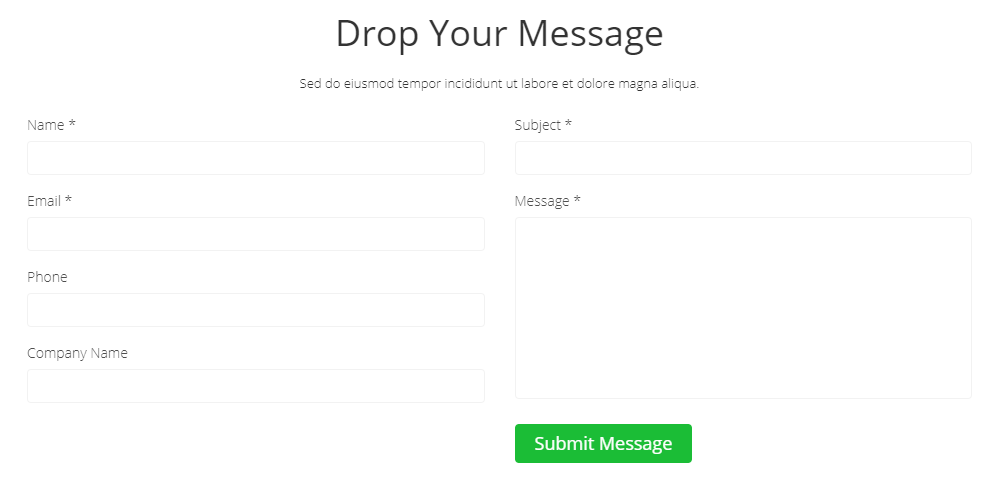 Drop Your Message
Sed do eiusmod tempor incididunt ut labore et dolore magna aliqua.
Name *
Email *
Phone
Company Name
Subject *
Message *
Submit Message